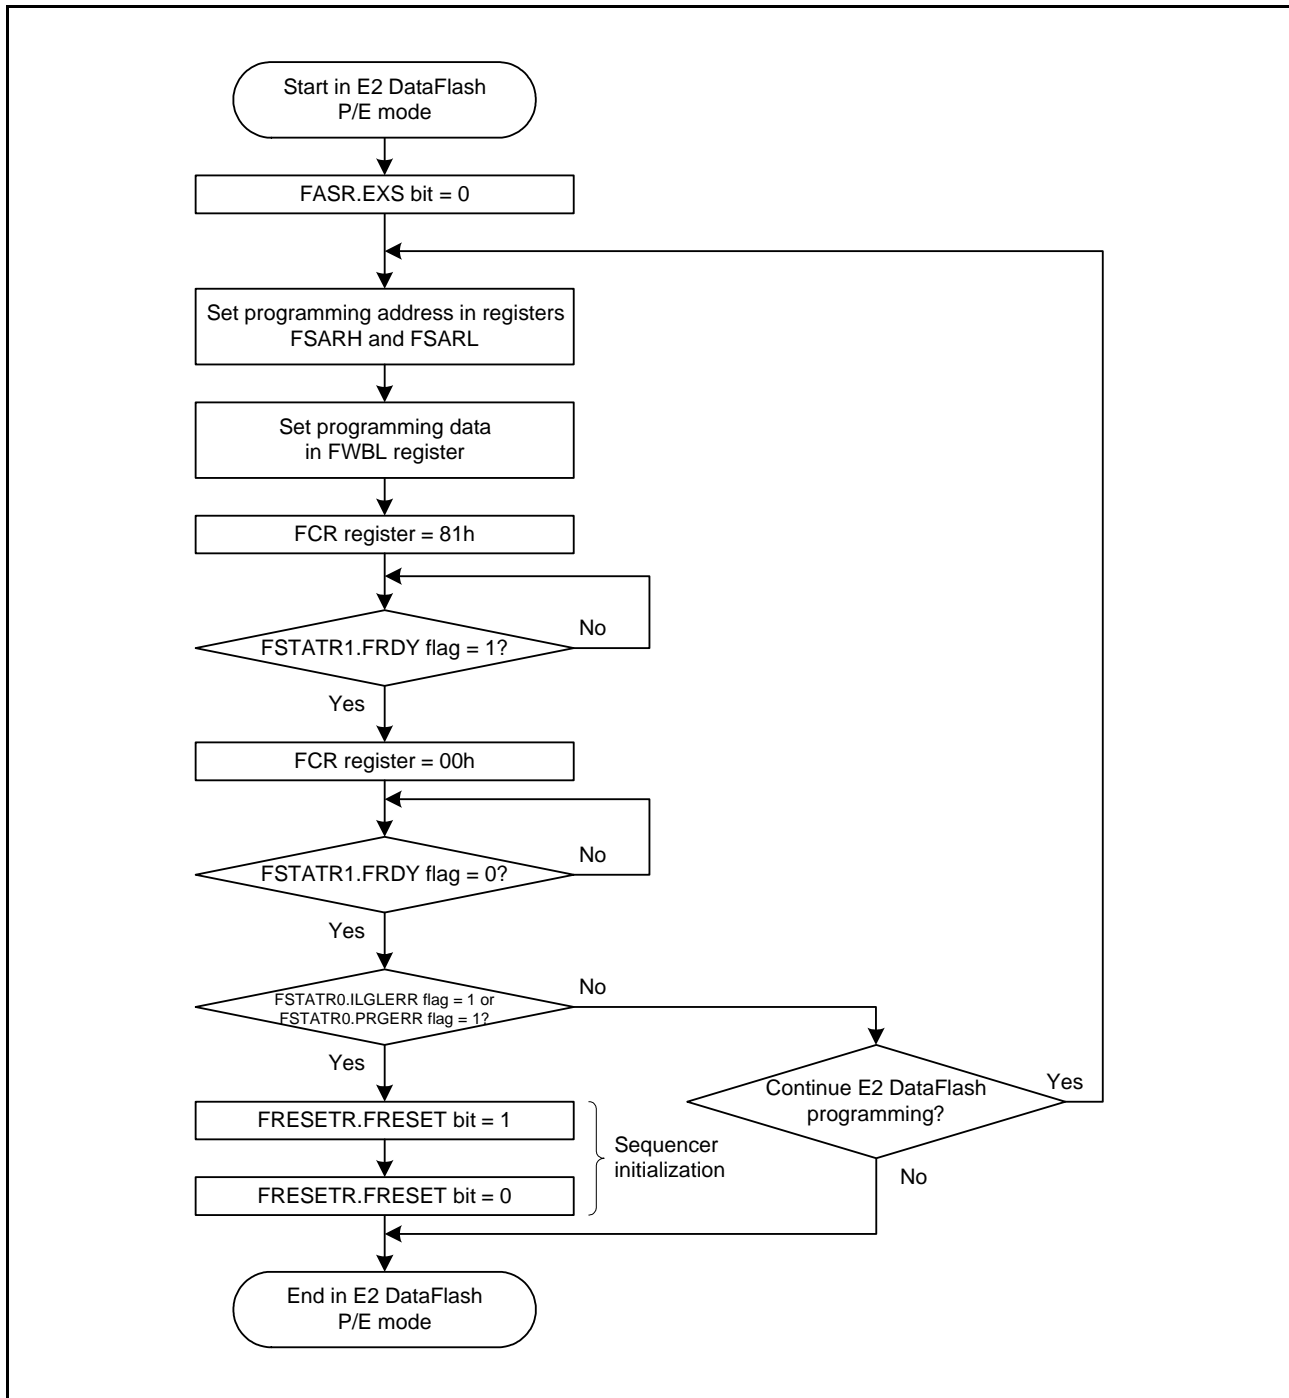 Start in E2 DataFlash
P/E mode
FASR.EXS bit = 0
Set programming address in registers
FSARH and FSARL
Set programming data
in FWBL register
FCR register = 81h
FSTATR1.FRDY flag = 1?
No
Yes
FCR register = 00h
FSTATR1.FRDY flag = 0?
No
Yes
FSTATR0.ILGLERR flag = 1 or
FSTATR0.PRGERR flag = 1?
No
Yes
Continue E2 DataFlash
programming?
Yes
No
FRESETR.FRESET bit = 1
FRESETR.FRESET bit = 0
Sequencer
initialization
End in E2 DataFlash
P/E mode